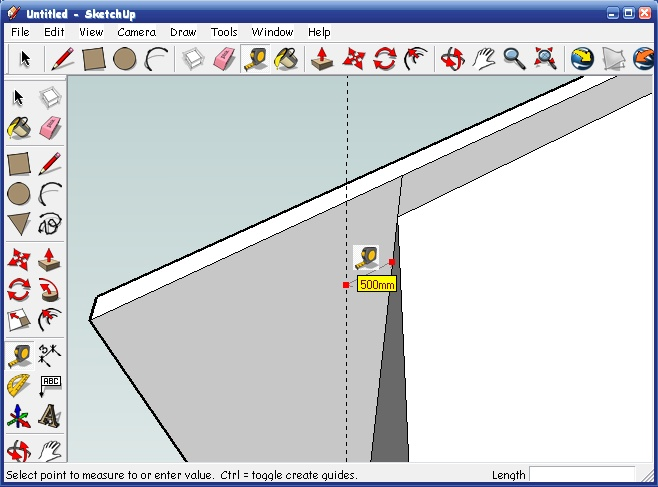 Untitled - SketchUp
File Edit View Camera Draw Tools Window Help
500mm
ABC
A
Select point to measure to or enter value. Ctrl = toggle create guides. Length